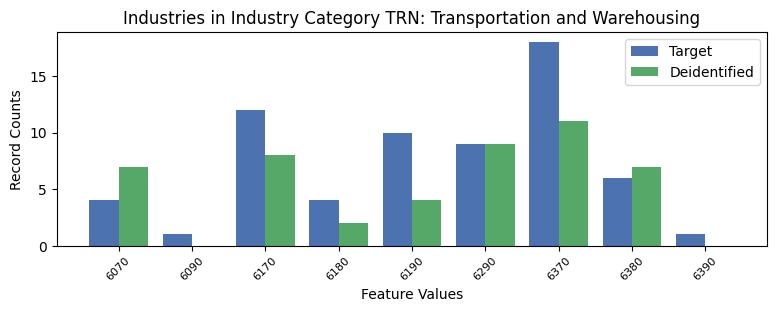 Industries in Industry Category TRN: Transportation and Warehousing
Target
Deidentified
Record Counts
15
10
5
0
6070 6090 6170 6180 6190 6290 6370 6380 6390
Feature Values